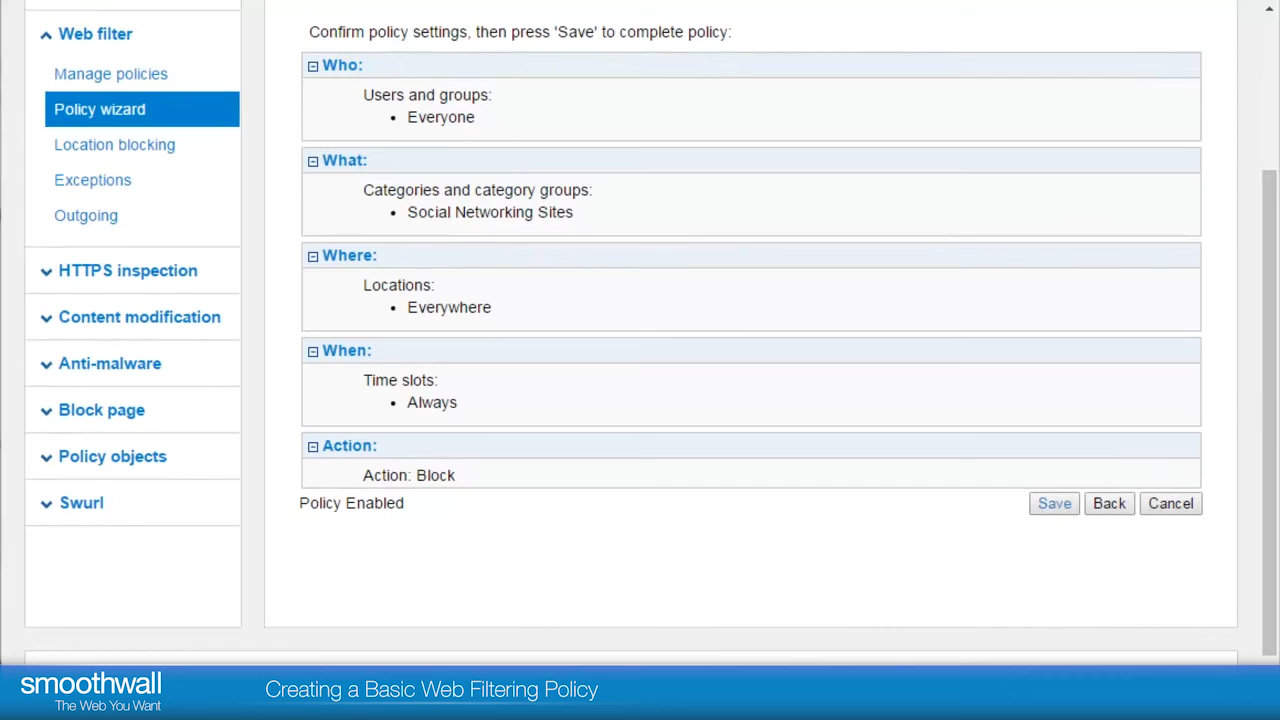 Web filter
Manage policies
Policy wizard
Location blocking
Exceptions
Outgoing
HTTPS inspection
Content modification
Anti-malware
Block page
Policy objects
Swurl
Confirm policy settings, then press 'Save' to complete policy:
Who:
Users and groups:
• Everyone
What:
Categories and category groups:
• Social Networking Sites
Where:
Locations:
• Everywhere
When:
Time slots:
• Always
Action:
Action: Block
Policy Enabled
Save Back Cancel
smoothwall
The Web You Want
Creating a Basic Web Filtering Policy